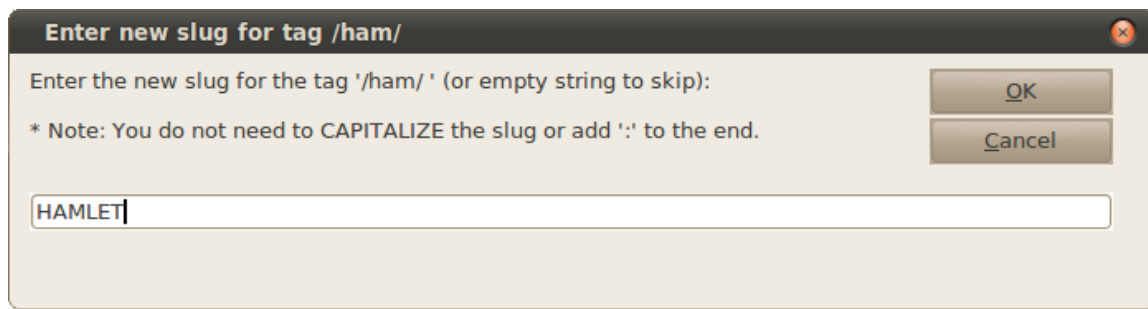 Enter new slug for tag /ham/
Enter the new slug for the tag '/ham/ ' (or empty string to skip):
OK
* Note: You do not need to CAPITALIZE the slug or add ':' to the end.
Cancel
HAMLET